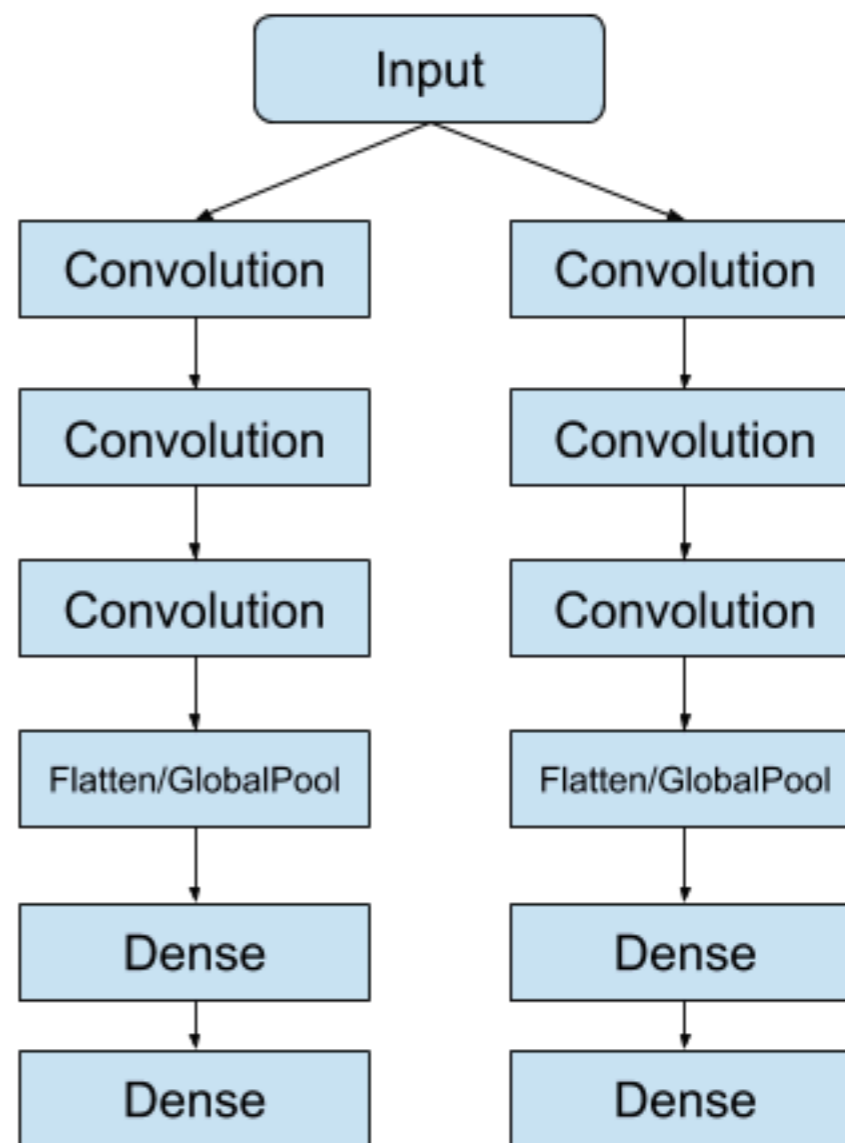 Input
Convolution
Convolution
Convolution
Convolution
Convolution
Convolution
Flatten/GlobalPool
Flatten/GlobalPool
Dense
Dense
Dense
Dense